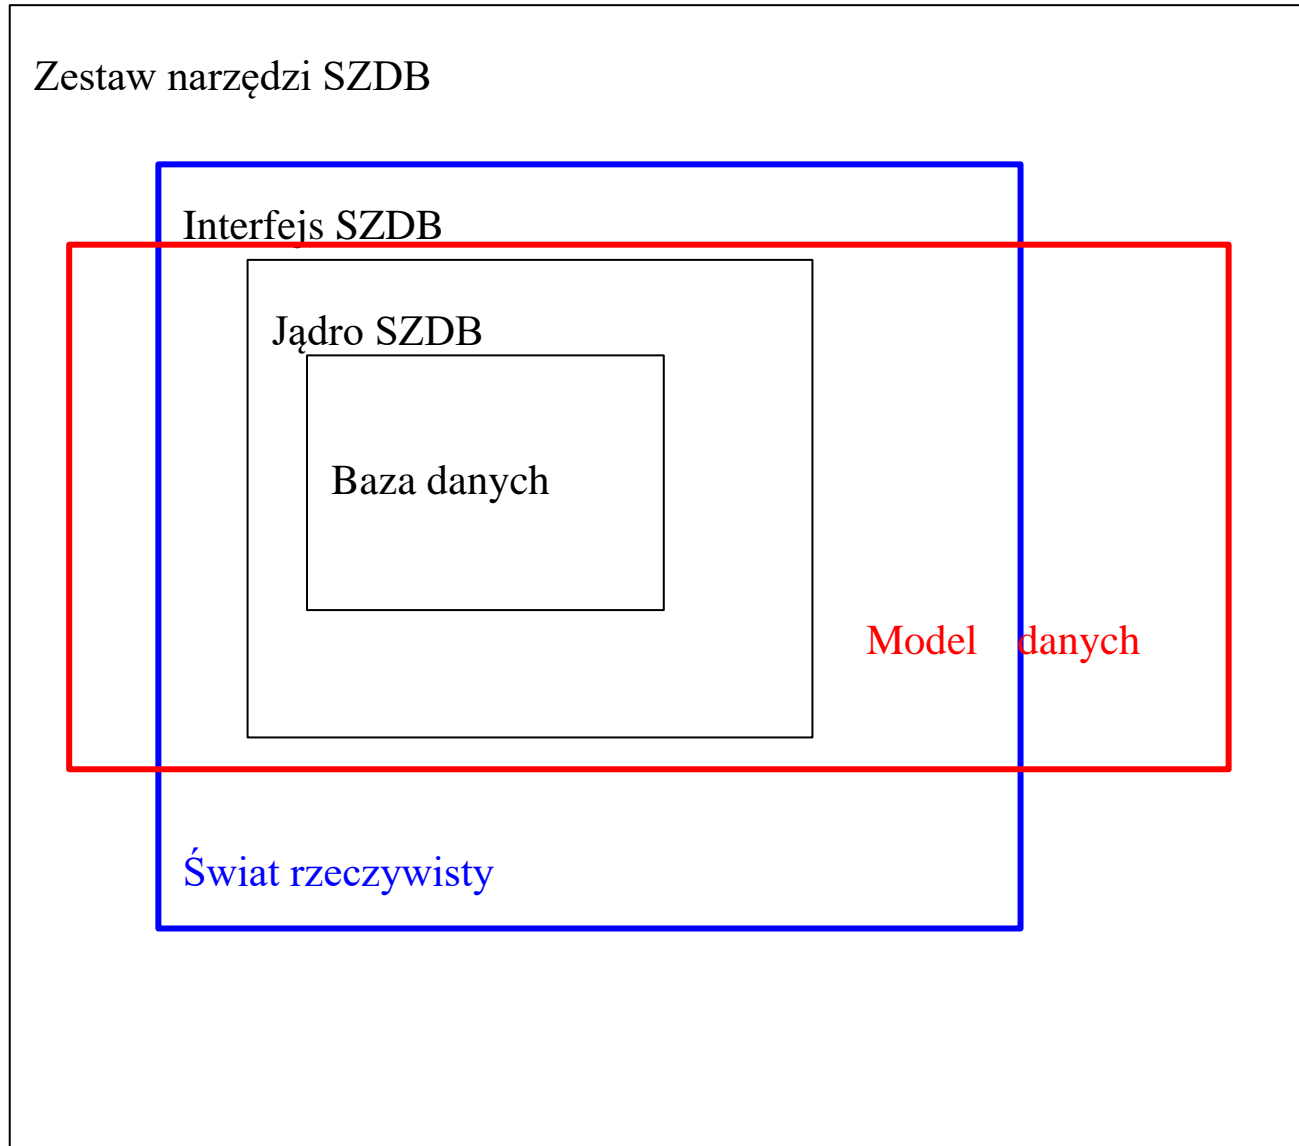 Zestaw narzędzi SZDB
Interfejs SZDB
Jądro SZDB
Baza danych
Model danych
Świat rzeczywisty